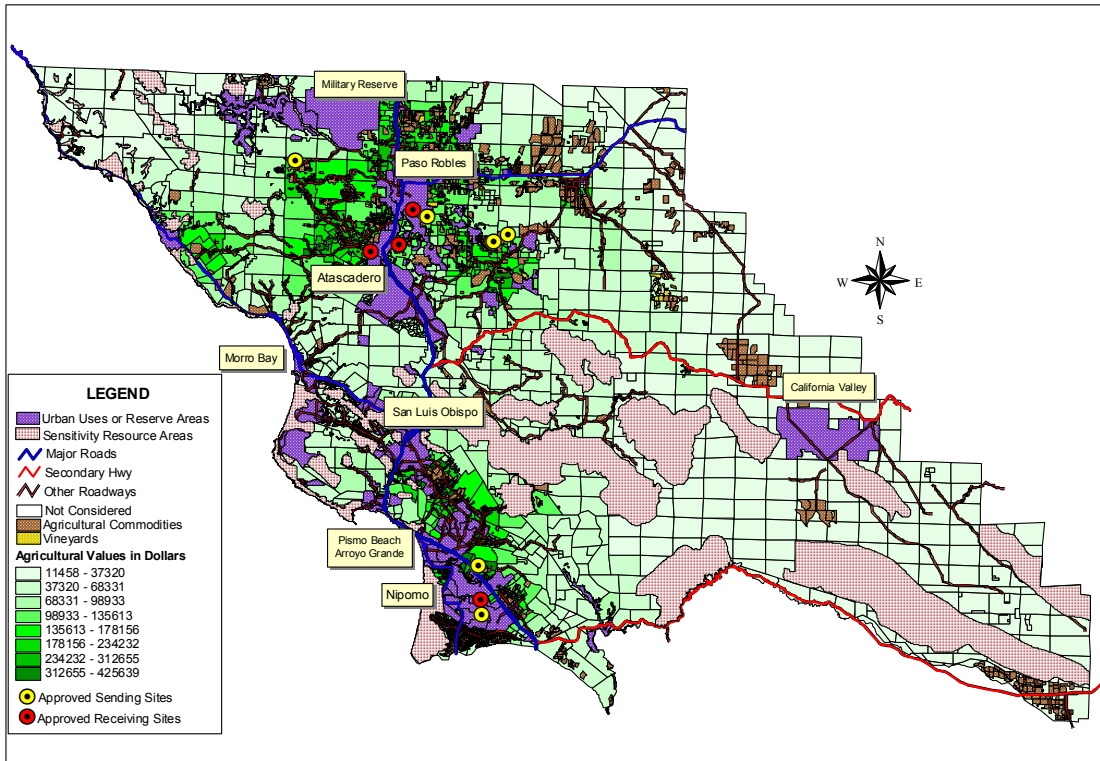 Military Reserve
Paso Robles
Atascadero
N
W
E
S
Morro Bay
California Valley
San Luis Obispo
Pismo Beach
Arroyo Grande
Nipomo
LEGEND
Urban Uses or Reserve Areas
Sensitivity Resource Areas
Major Roads
Secondary Hwy
Other Roadways
Not Considered
Agricultural Commodities
Vineyards
Agricultural Values in Dollars
11458 - 37320
37320 - 68331
68331 - 98933
98933 - 135613
135613 - 178156
178156 - 234232
234232 - 312655
312655 - 425639
Approved Sending Sites
Approved Receiving Sites